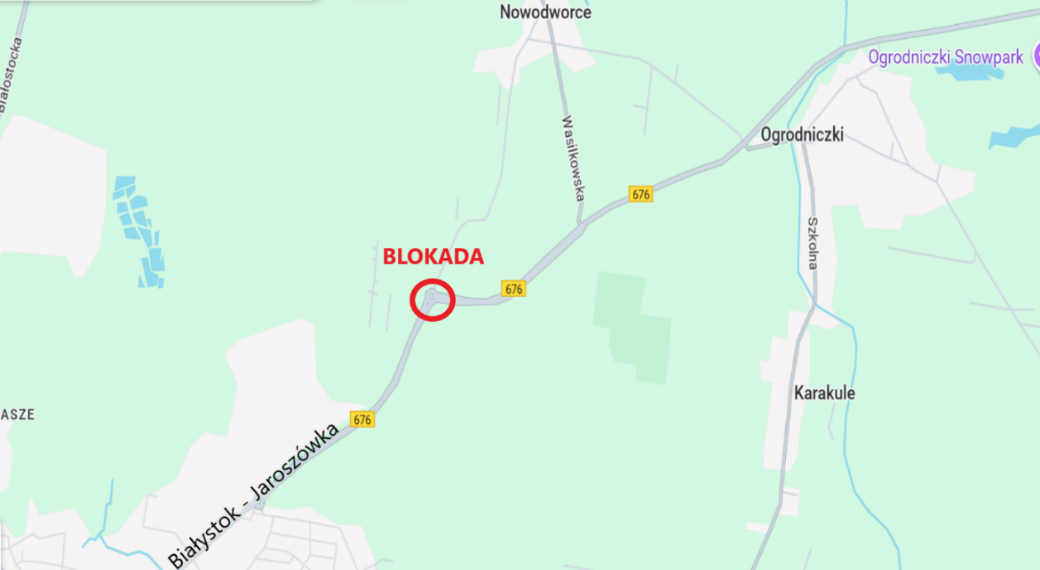 Nowodworce
Białostocka
Ogrodniczki Snowpark
Wasilkowska
Ogrodniczki
676
Szkolna
BLOKADA
676
Karakule
ASZE
676
Białystok - Jaroszówka